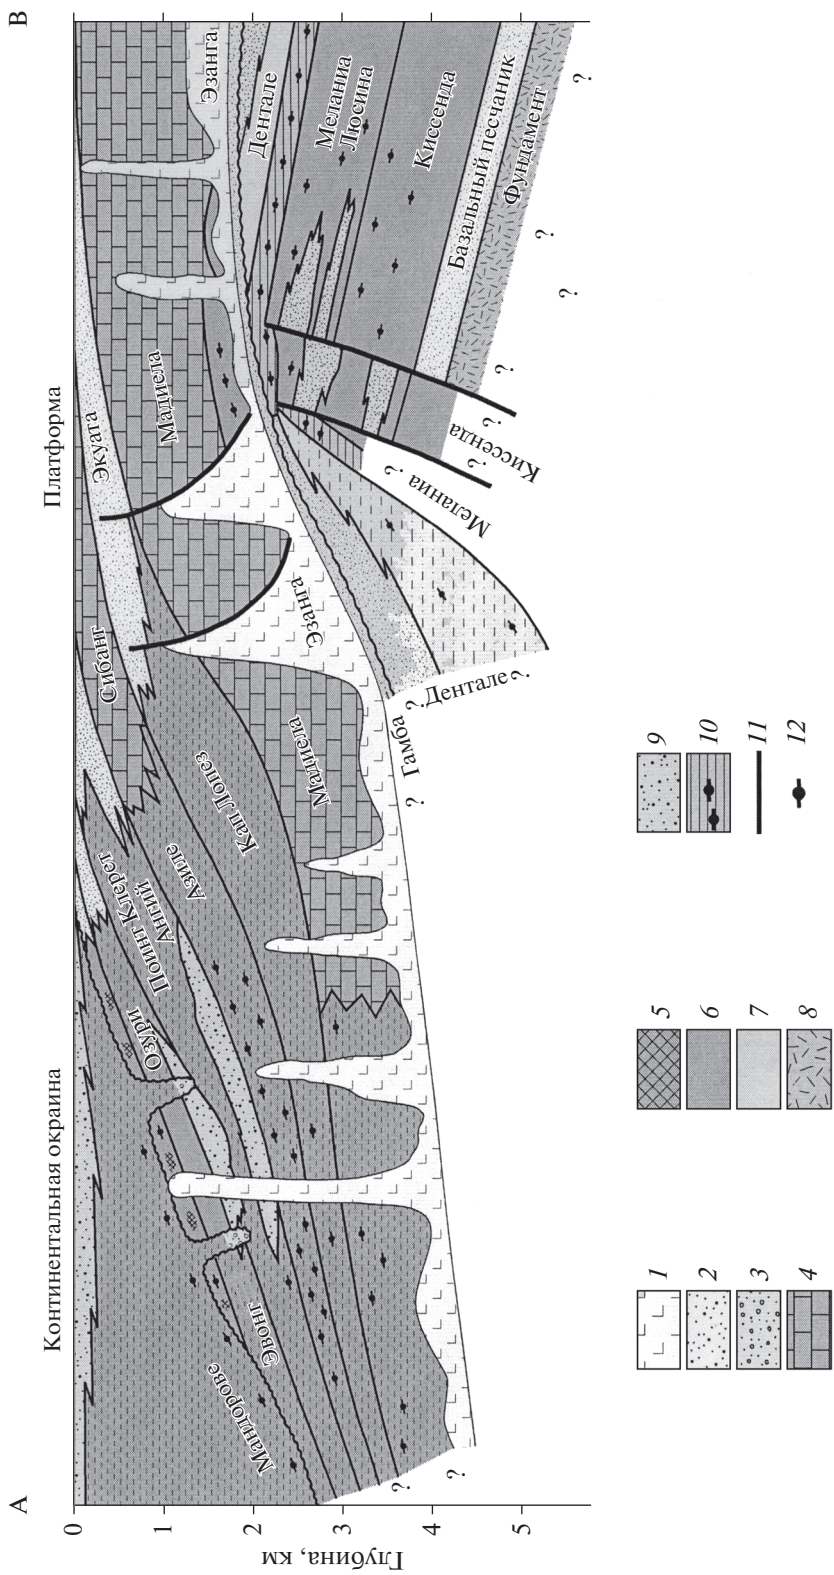 А
В
Континентальная окраина
Платформа
0
1
2
3
4
5
Глубина, км
Мандорове
Эвонг
Озури
Поинт Клерет
Ангий
Азиле
Кап Лопез
Сибанг
Экуата
Мадиела
Мадиела
Эзанга
Эзанга
Дентале
Мелания
Люсина
Киссенда
Базальный песчаник
Фундамент
?
?
?
?
?
?
?
?
?
?
?
Гамба
Дентале
Мелания
Киссенда
1
2
3
4
5
6
7
8
9
10
11
12